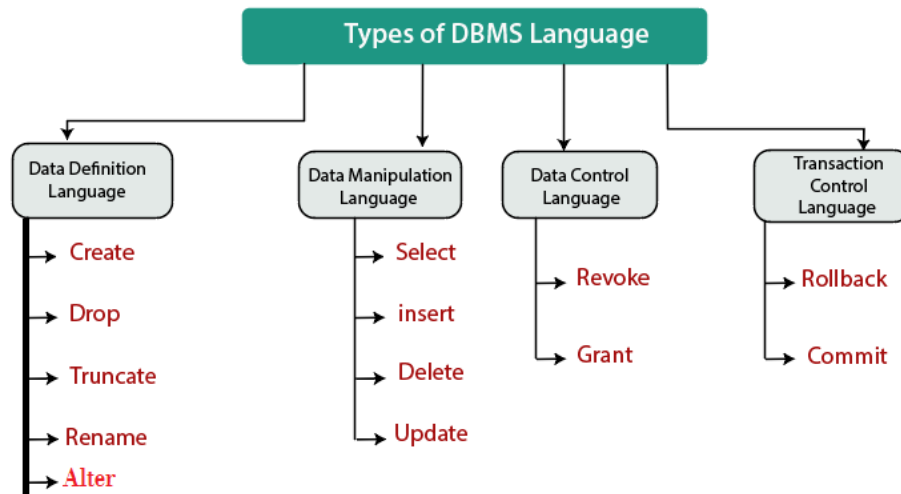 Types of DBMS Language
Data Definition
Language
Create
Drop
Truncate
Rename
Alter
Data Manipulation
Language
Select
insert
Delete
Update
Data Control
Language
Revoke
Grant
Transaction
Control
Language
Rollback
Commit